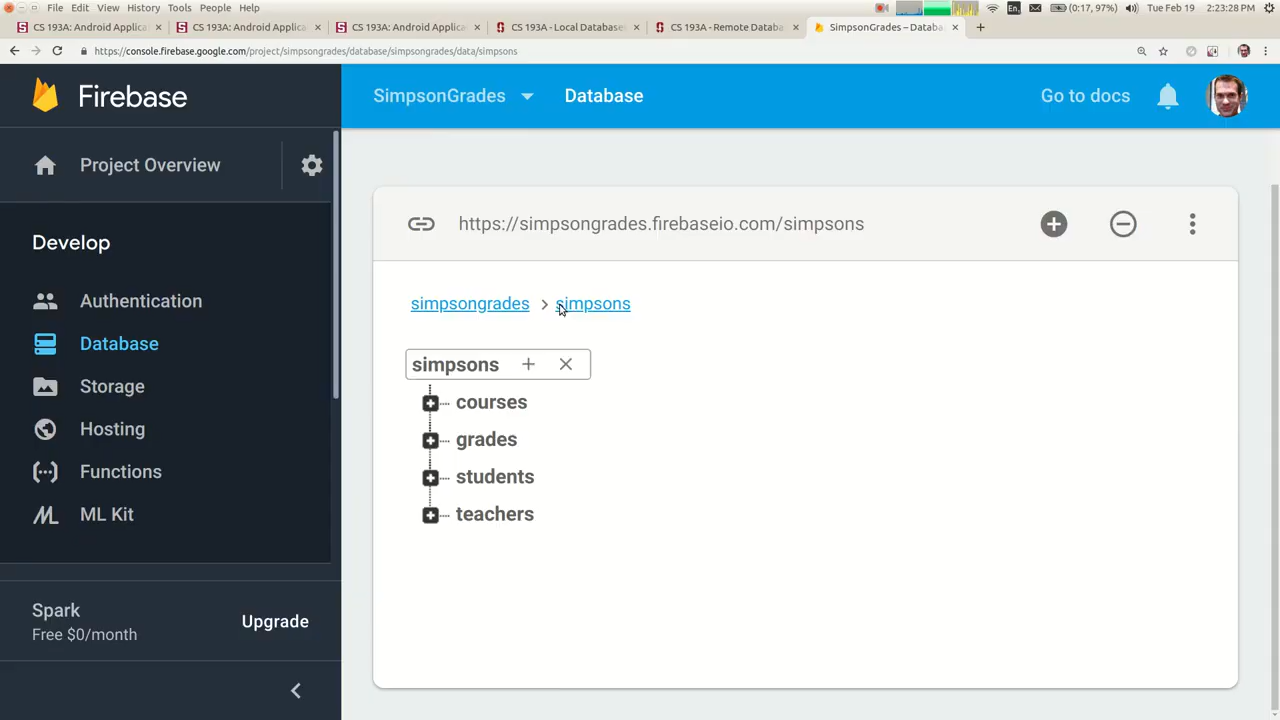 File Edit View History Tools People Help
En (0:17, 97%) Tue Feb 19 2:23:28 PM
CS 193A: Android Applica
CS 193A: Android Applica
CS 193A: Android Applica
CS 193A - Local Database
CS 193A - Remote Databa
SimpsonGrades – Databa
https://console.firebase.google.com/project/simpsongrades/database/simpsongrades/data/simpsons
Firebase
SimpsonGrades
Database
Go to docs
Project Overview
Develop
Authentication
Database
Storage
Hosting
Functions
ML Kit
Spark
Free $0/month
Upgrade
https://simpsongrades.firebaseio.com/simpsons
simpsongrades > simpsons
simpsons
courses
grades
students
teachers